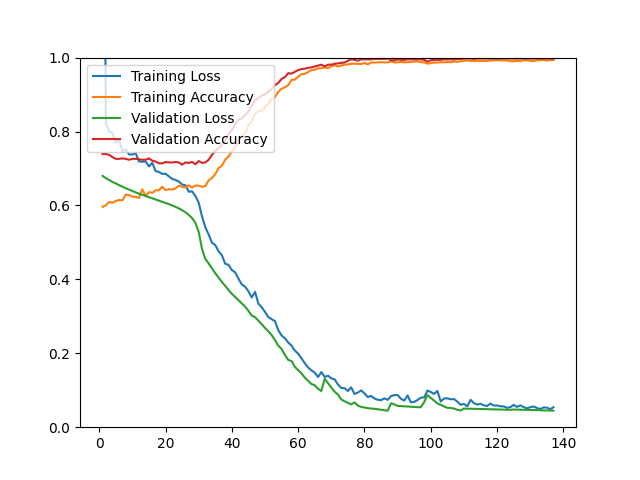 1.0
0.8
0.6
0.4
0.2
0.0
Training Loss
Training Accuracy
Validation Loss
Validation Accuracy
0 20 40 60 80 100 120 140